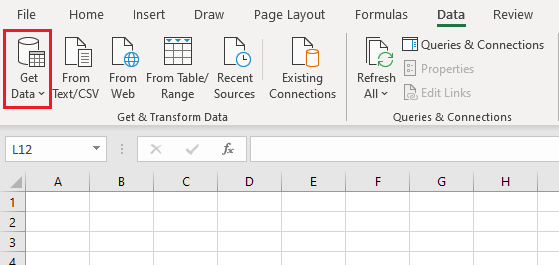 File Home Insert Draw Page Layout Formulas Data Review
Get Data
From Text/CSV
From Web
From Table/ Range
Recent Sources
Existing Connections
Refresh All
Queries & Connections
Properties
Edit Links
Get & Transform Data
Queries & Connections
L12 fx
A B C D E F G H
1
2
3
4